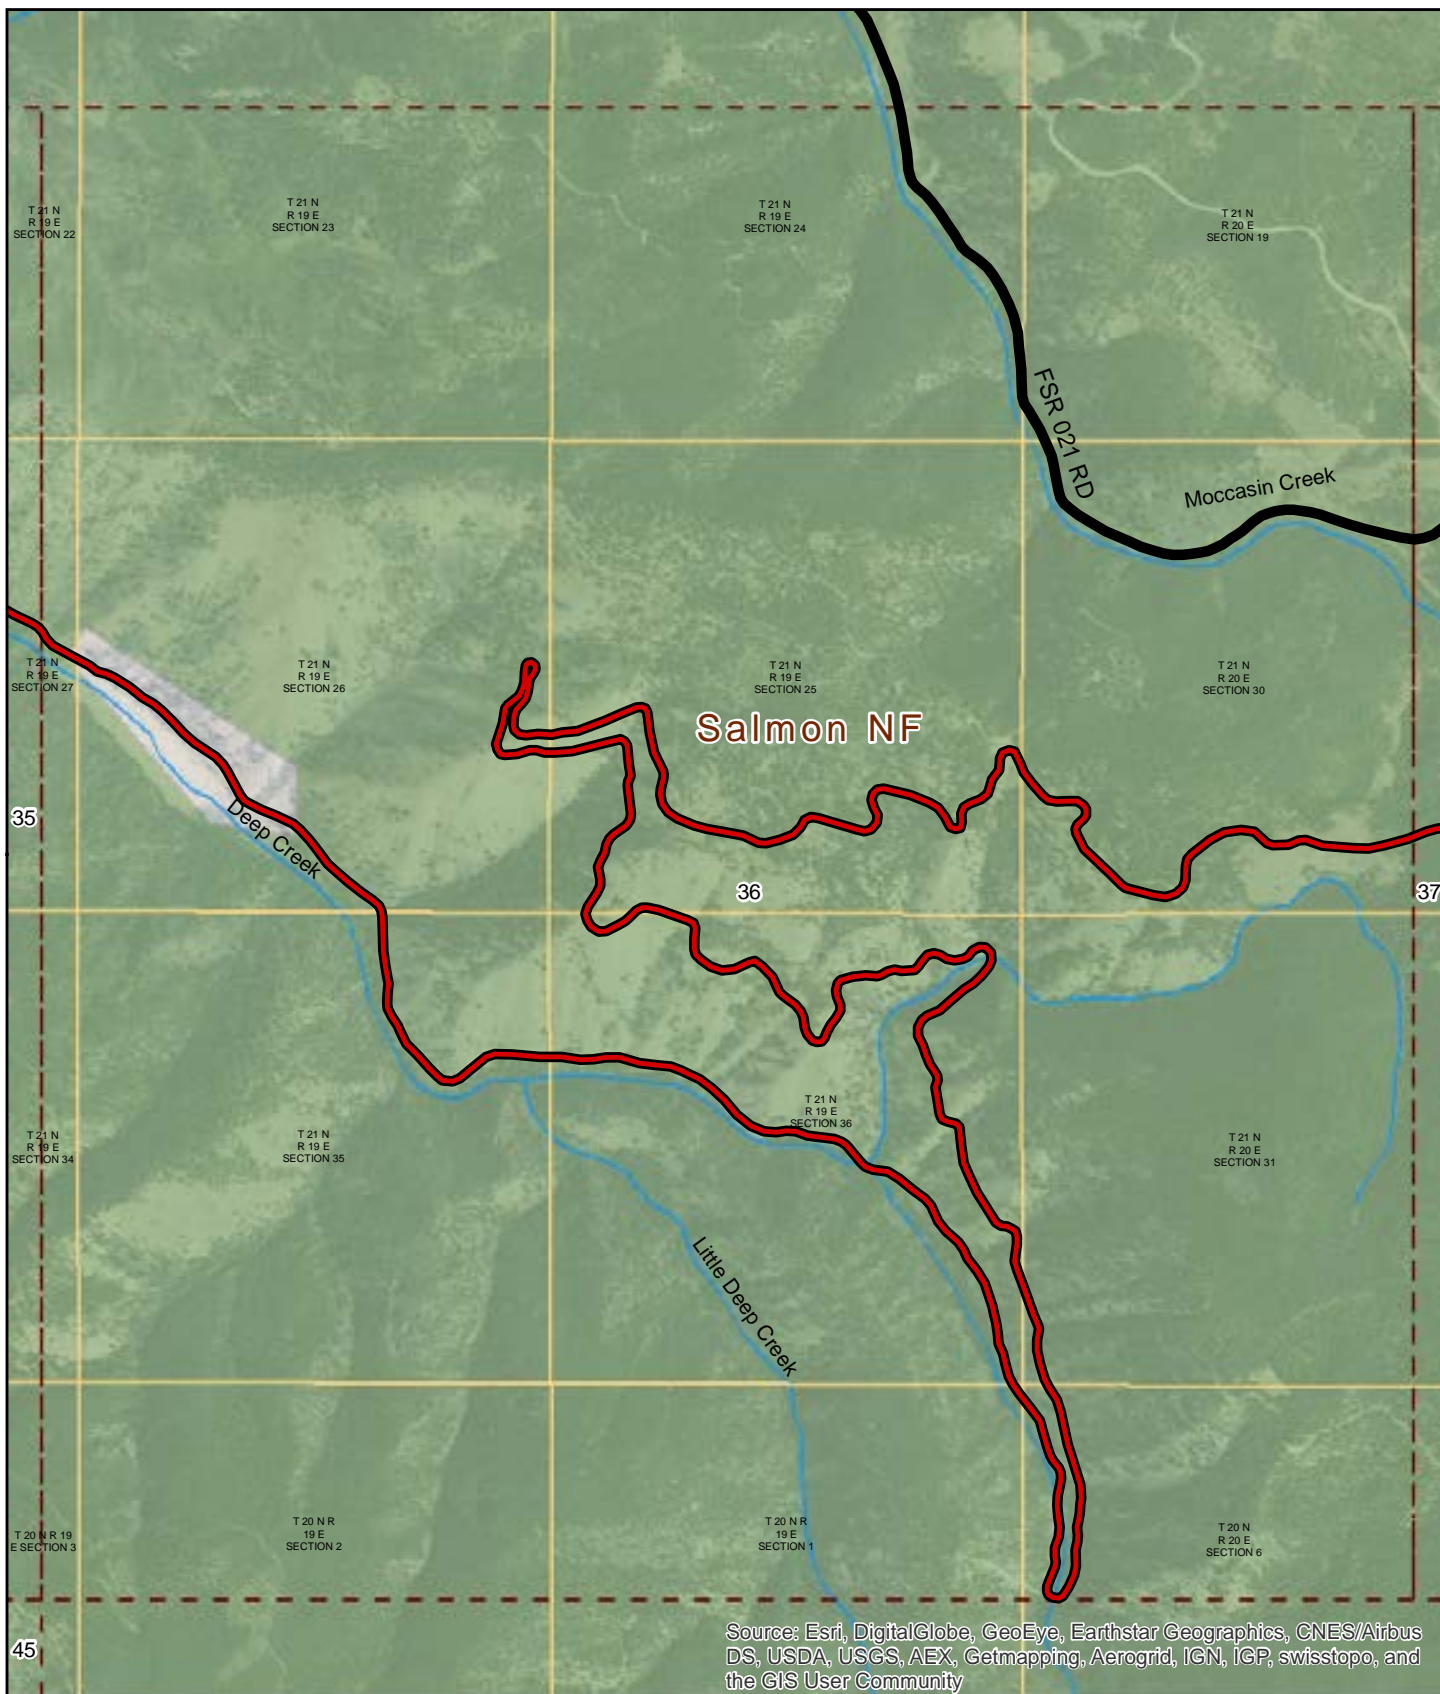 T 21 N
R 19 E
SECTION 22
T 21 N
R 19 E
SECTION 23
T 21 N
R 19 E
SECTION 24
T 21 N
R 20 E
SECTION 19
FSR 021 RD
Moccasin Creek
T 21 N
R 19 E
SECTION 27
T 21 N
R 19 E
SECTION 26
T 21 N
R 19 E
SECTION 25
T 21 N
R 20 E
SECTION 30
Salmon NF
35
Deep Creek
36
37
T 21 N
R 19 E
SECTION 34
T 21 N
R 19 E
SECTION 35
T 21 N
R 19 E
SECTION 36
T 21 N
R 20 E
SECTION 31
Little Deep Creek
T 20 N R 19
E SECTION 3
T 20 N R
19 E
SECTION 2
T 20 N R
19 E
SECTION 1
T 20 N
R 20 E
SECTION 6
45
Source: Esri, DigitalGlobe, GeoEye, Earthstar Geographics, CNES/Airbus
DS, USDA, USGS, AEX, Getmapping, Aerogrid, IGN, IGP, swisstopo, and
the GIS User Community